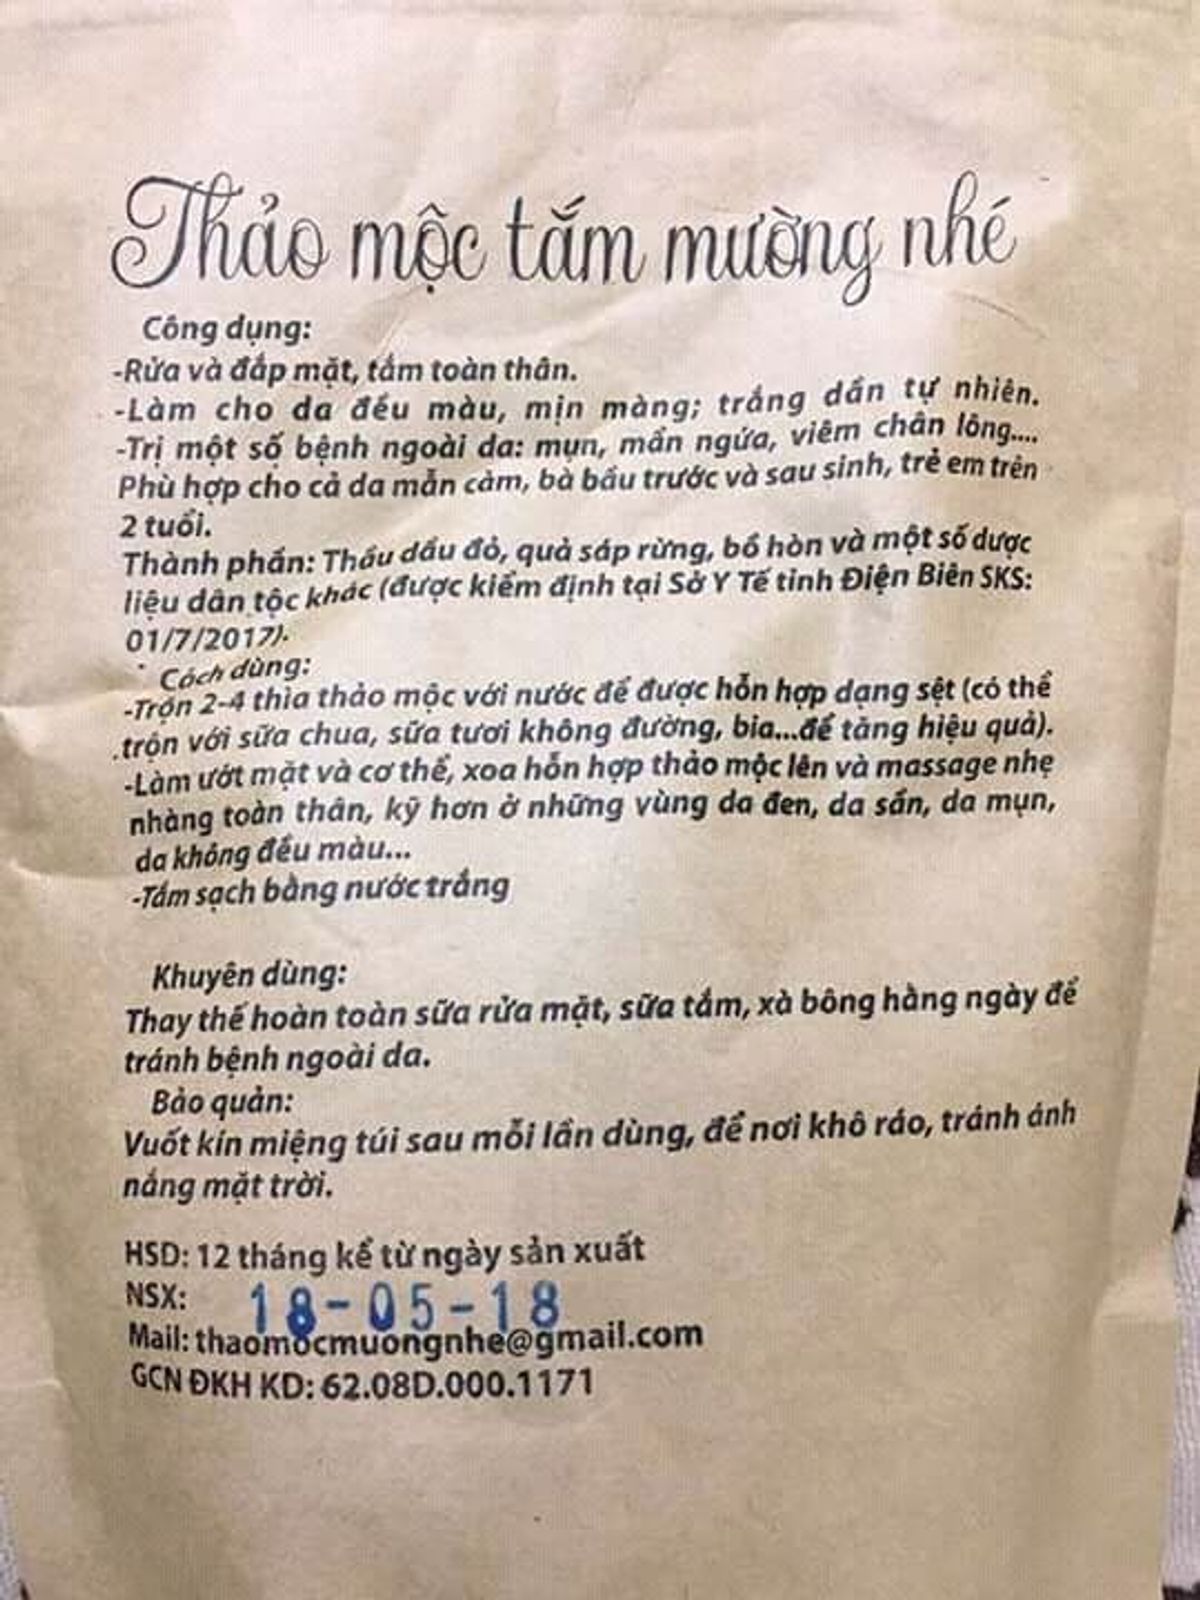 Thảo mộc tắm mường nhé
Công dụng:
-Rửa và đắp mặt, tắm toàn thân.
-Làm cho da đều màu, mịn màng; trắng dần tự nhiên.
-Trị một số bệnh ngoài da: mụn, mẩn ngứa, viêm chân lông....
Phù hợp cho cả da mẫn cảm, bà bầu trước và sau sinh, trẻ em trên
2 tuổi.
Thành phần: Thầu dầu đỏ, quả sáp rừng, bồ hòn và một số dược
liệu dân tộc khác (được kiểm định tại Sở Y Tế tỉnh Điện Biên SKS:
01/7/2017).
Cách dùng:
-Trộn 2-4 thìa thảo mộc với nước để được hỗn hợp dạng sệt (có thể
trộn với sữa chua, sữa tươi không đường, bia...để tăng hiệu quả).
-Làm ướt mặt và cơ thể, xoa hỗn hợp thảo mộc lên và massage nhẹ
nhàng toàn thân, kỹ hơn ở những vùng da đen, da sần, da mụn,
da không đều màu...
-Tắm sạch bằng nước trắng
Khuyên dùng:
Thay thế hoàn toàn sữa rửa mặt, sữa tắm, xà bông hằng ngày để
tránh bệnh ngoài da.
Bảo quản:
Vuốt kín miệng túi sau mỗi lần dùng, để nơi khô ráo, tránh ánh
nắng mặt trời.
HSD: 12 tháng kể từ ngày sản xuất
NSX: 18-05-18
Mail: thaomocmuongnhe@gmail.com
GCN ĐKH KD: 62.08D.000.1171